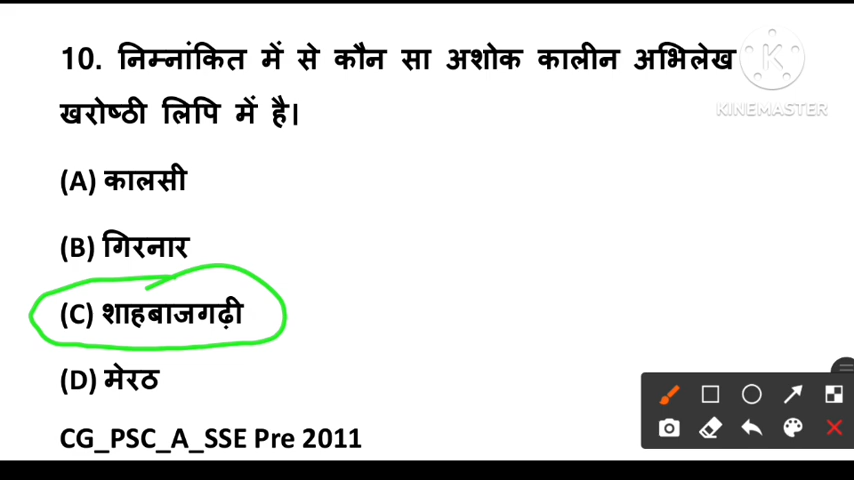 10. निम्नांकित में से कौन सा अशोक कालीन अभिलेख
खरोष्ठी लिपि में है।
K
KINEMASTER
(A) कालसी
(B) गिरनार
(C) शाहबाजगढ़ी
(D) मेरठ
CG_PSC_A_SSE Pre 2011